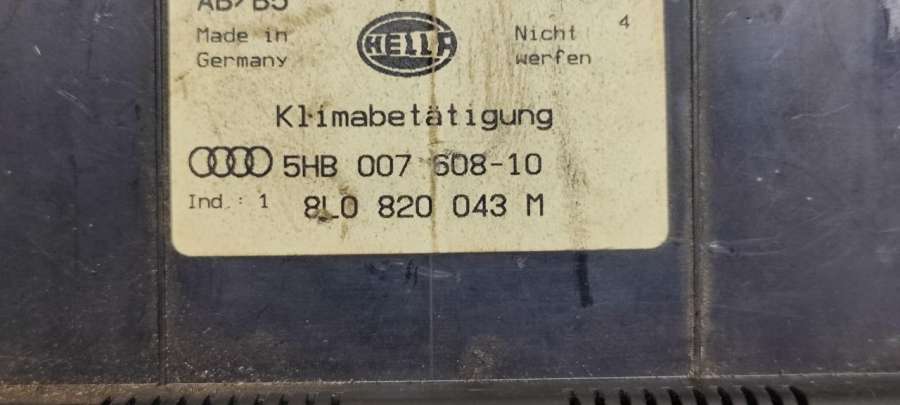 Made in
Germany
HELLA
Nicht
werfen
4
Klimabetätigung
5HB 007 608-10
Ind.: 1
8L0 820 043 M